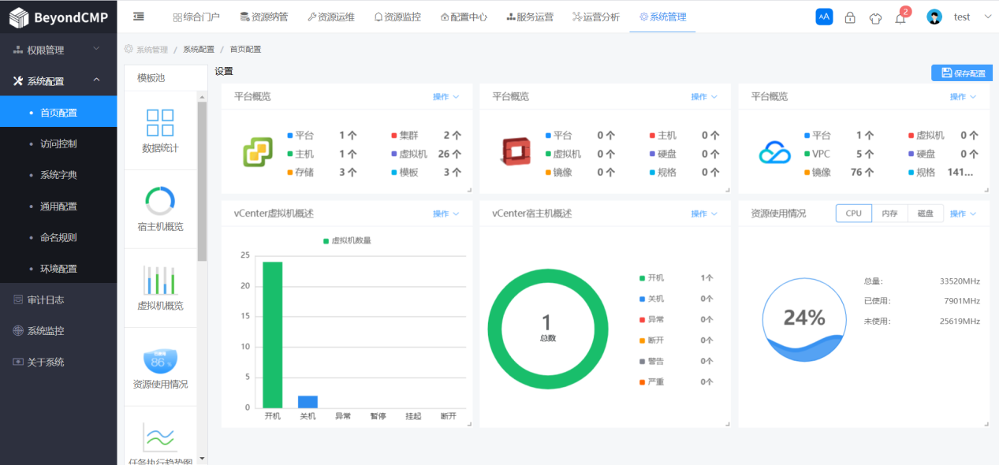 BeyondCMP
综合门户 资源纳管 资源运维 资源监控 配置中心 服务运营 运营分析 系统管理
AA
2
test
权限管理
系统配置
首页配置
访问控制
系统字典
通用配置
命名规则
环境配置
审计日志
系统监控
关于系统
系统管理 / 系统配置 / 首页配置
模板池
数据统计
宿主机概览
虚拟机概览
86 %
资源使用情况
任务执行趋势图
设置
保存配置
平台概览 操作
平台 1 个 集群 2 个
主机 1 个 虚拟机 26 个
存储 3 个 模板 3 个
平台概览 操作
平台 0 个 主机 0 个
虚拟机 0 个 硬盘 0 个
镜像 0 个 规格 0 个
平台概览 操作
平台 1 个 虚拟机 0 个
VPC 5 个 硬盘 0 个
镜像 76 个 规格 141...
vCenter虚拟机概述 操作
虚拟机数量
25
20
15
10
5
0
开机 关机 异常 暂停 挂起 断开
vCenter宿主机概述 操作
1
总数
开机 1个
关机 0个
异常 0个
断开 0个
警告 0个
严重 0个
资源使用情况 CPU 内存 磁盘 操作
24%
总量: 33520MHz
已使用: 7901MHz
未使用: 25619MHz